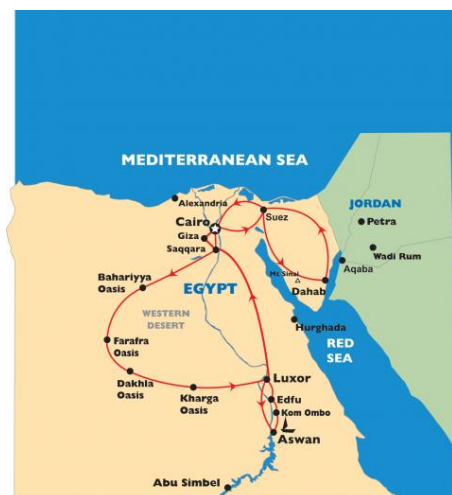 MEDITERRANEAN SEA
Alexandria
Cairo
Suez
Giza
Saqqara
JORDAN
Petra
Wadi Rum
Aqaba
Mt Sinai
Dahab
Bahariyya
Oasis
EGYPT
WESTERN
DESERT
Hurghada
RED
SEA
Farafra
Oasis
Dakhla
Oasis
Kharga
Oasis
Luxor
Edfu
Kom Ombo
Aswan
Abu Simbel